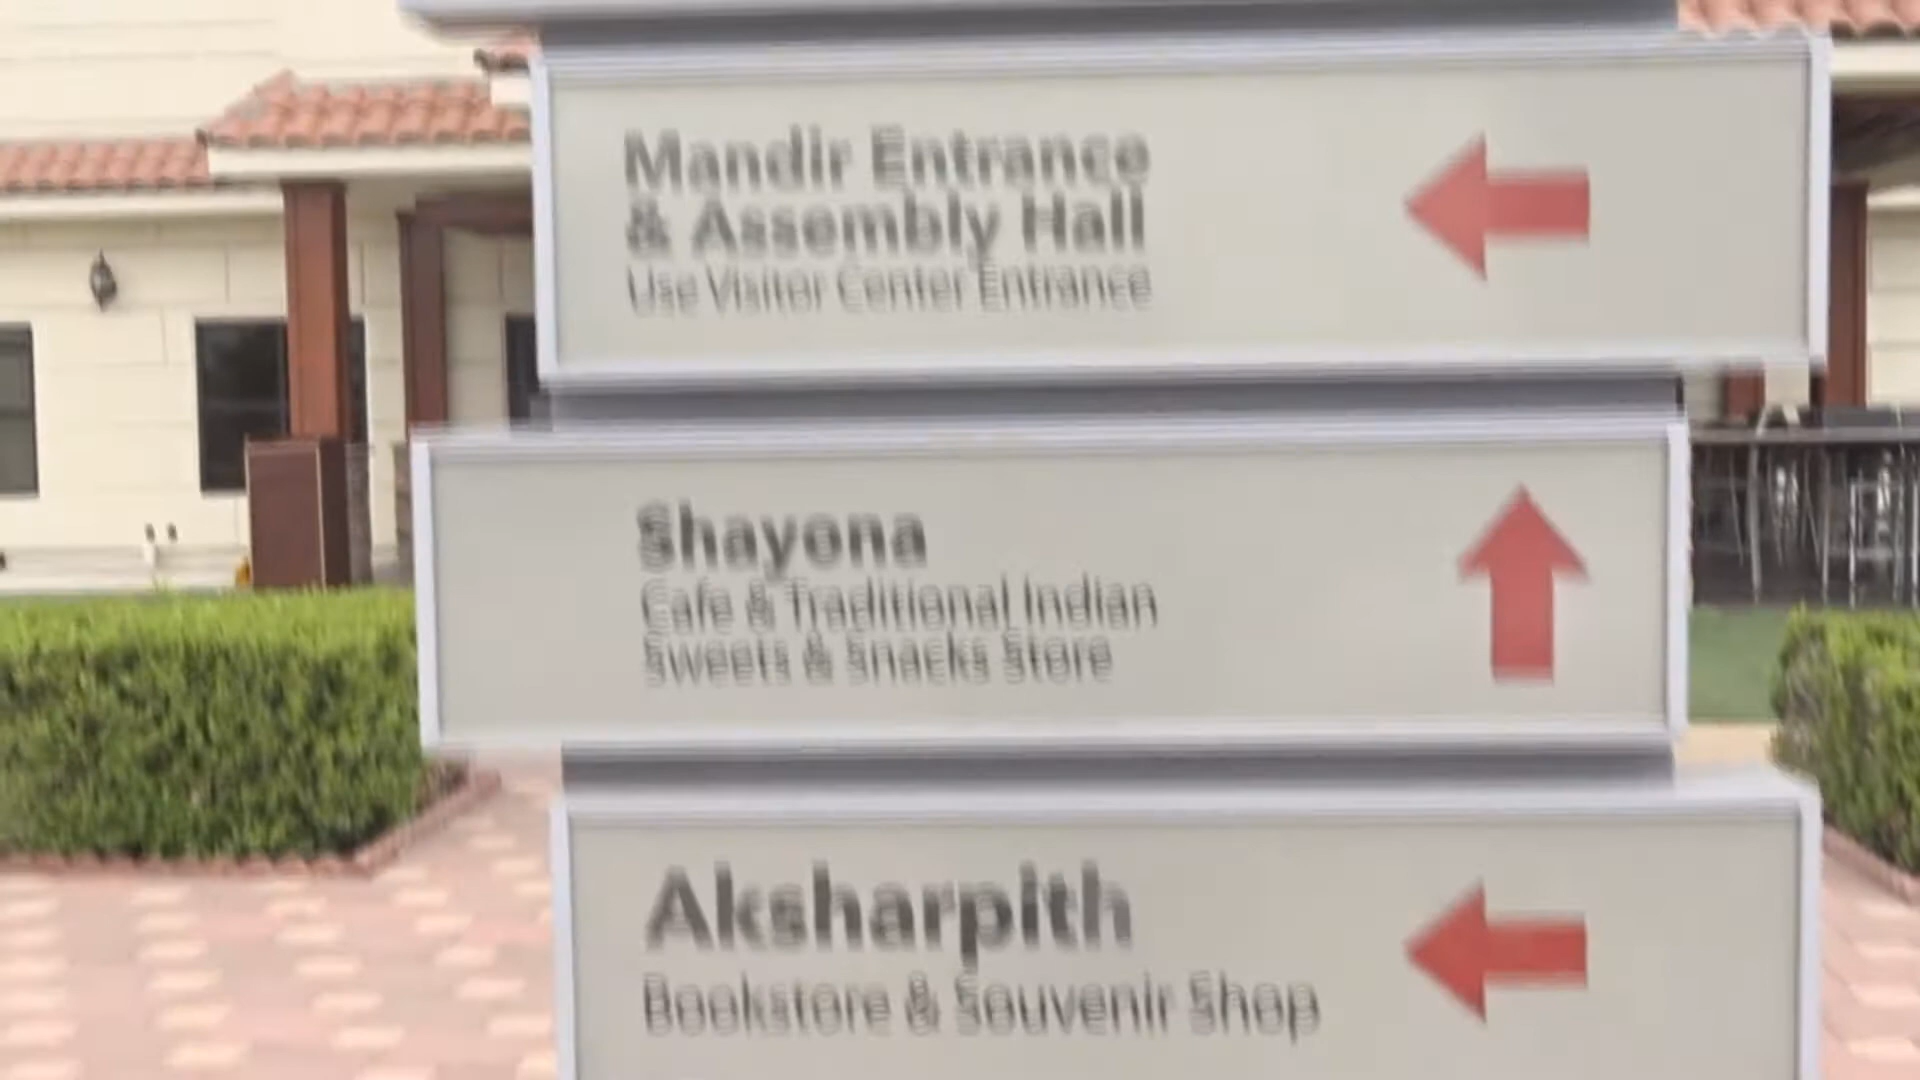 Mandir Entrance
& Assembly Hall
Use Visitor Center Entrance
Shayona
Cafe & Traditional Indian
Sweets & Snacks Store
Aksharpith
Bookstore & Souvenir Shop